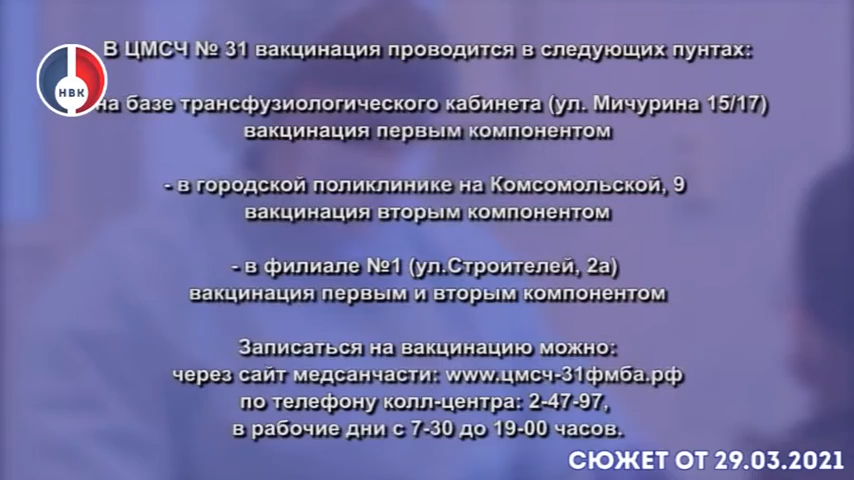 В ЦМСЧ № 31 вакцинация проводится в следующих пунтах:
НВК
на базе трансфузиологического кабинета (ул. Мичурина 15/17)
вакцинация первым компонентом
- в городской поликлинике на Комсомольской, 9
вакцинация вторым компонентом
- в филиале №1 (ул.Строителей, 2а)
вакцинация первым и вторым компонентом
Записаться на вакцинацию можно:
через сайт медсанчасти: www.цмсч-31фмба.рф
по телефону колл-центра: 2-47-97,
в рабочие дни с 7-30 до 19-00 часов.
СЮЖЕТ ОТ 29.03.2021